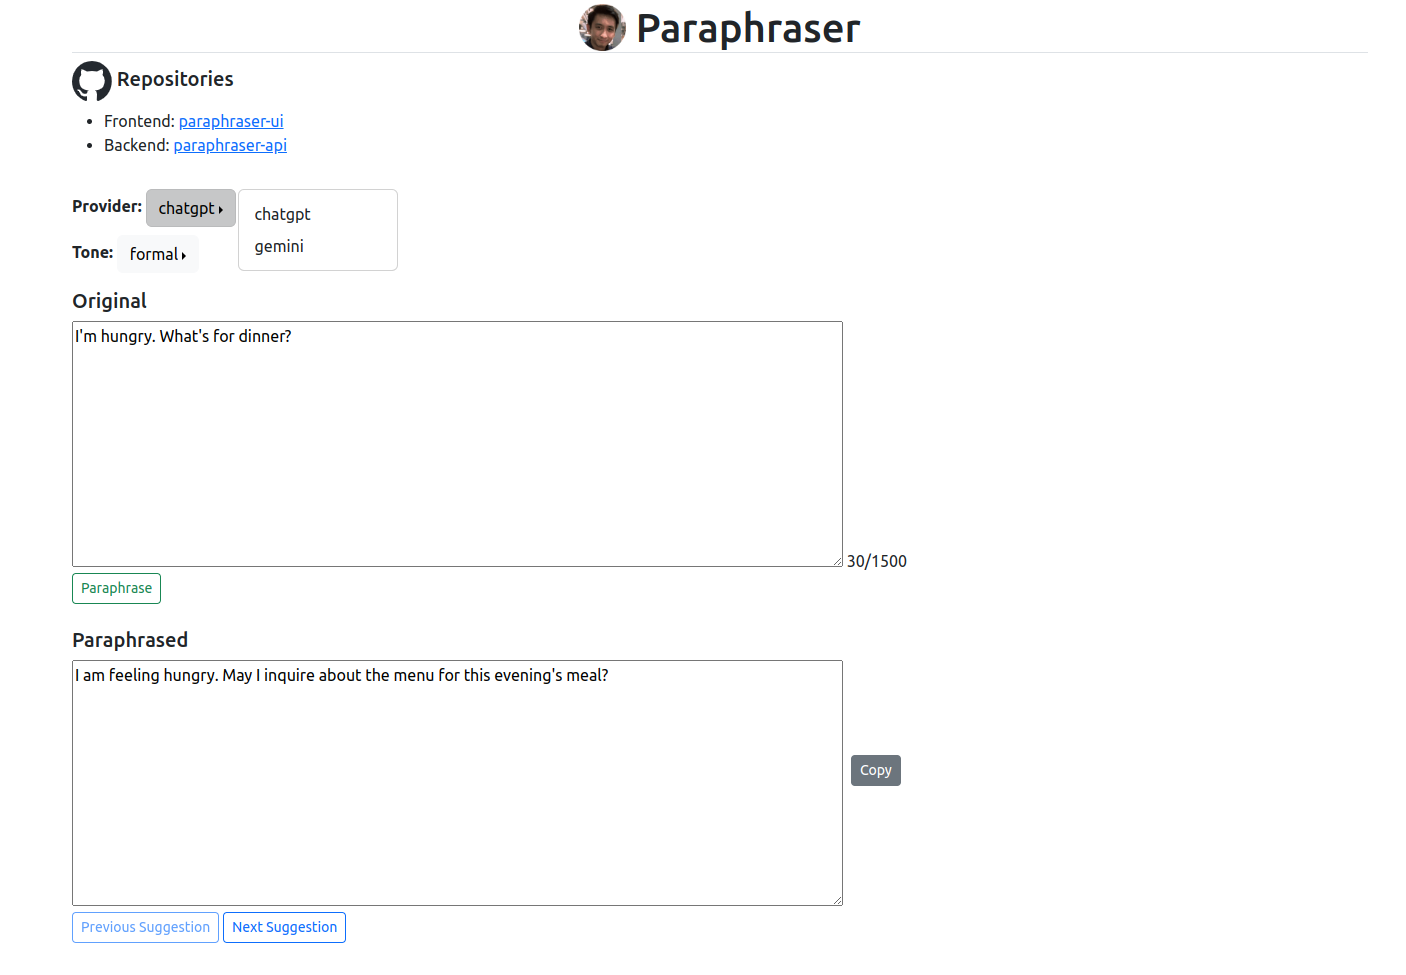 Paraphraser
Repositories
Frontend: paraphraser-ui
Backend: paraphraser-api
Provider: chatgpt
chatgpt
gemini
Tone: formal
Original
I'm hungry. What's for dinner?
30/1500
Paraphrase
Paraphrased
I am feeling hungry. May I inquire about the menu for this evening's meal?
Copy
Previous Suggestion Next Suggestion